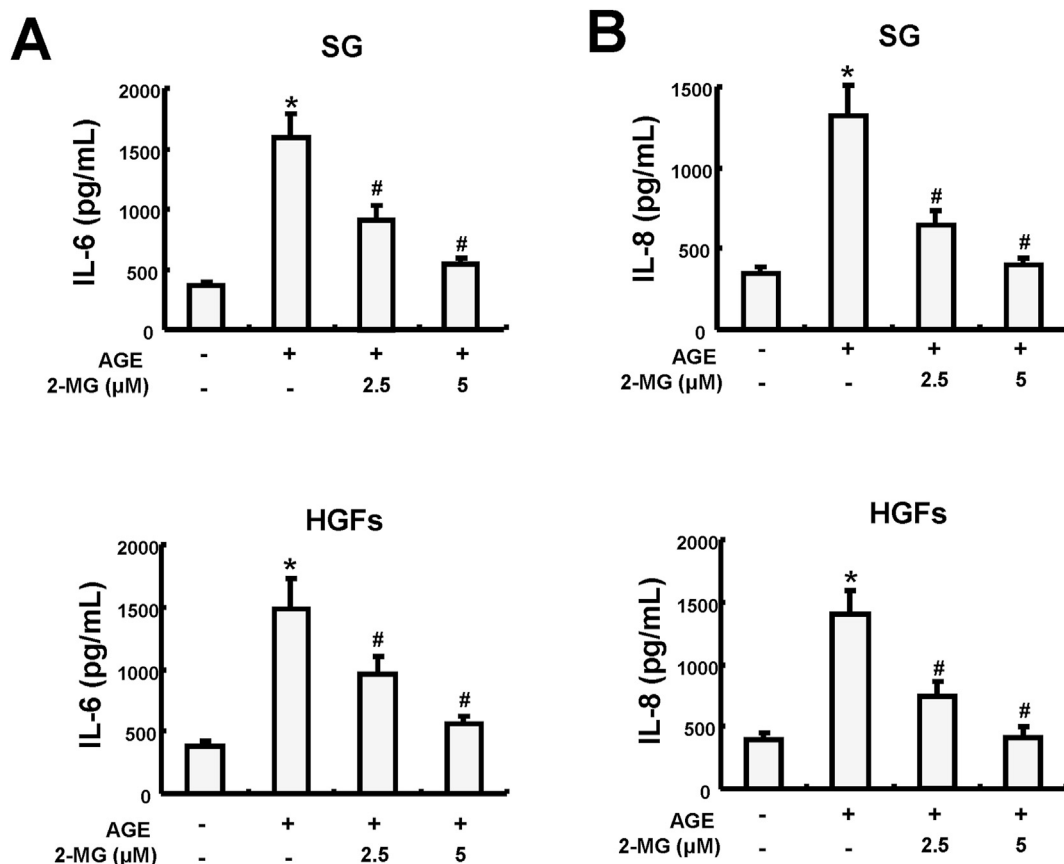 A
SG
IL-6 (pg/mL)
2000
1500
1000
500
0
*
#
#
AGE - + + +
2-MG (µM) - - 2.5 5
B
SG
IL-8 (pg/mL)
1500
1000
500
0
*
#
#
AGE - + + +
2-MG (µM) - - 2.5 5
HGFs
IL-6 (pg/mL)
2000
1500
1000
500
0
*
#
#
AGE - + + +
2-MG (µM) - - 2.5 5
HGFs
IL-8 (pg/mL)
2000
1500
1000
500
0
*
#
#
AGE - + + +
2-MG (µM) - - 2.5 5